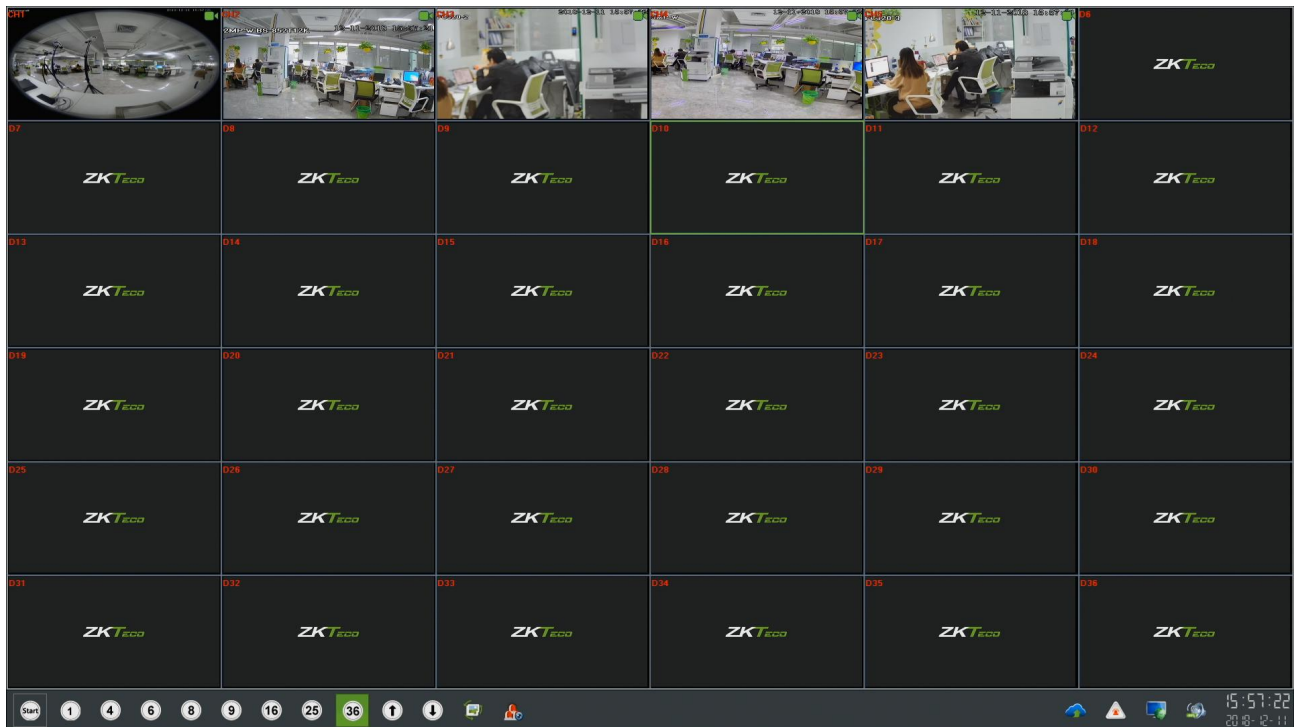 CH1
D6
ZKTeco
D7
ZKTeco
D8
ZKTeco
D9
ZKTeco
D10
ZKTeco
D11
ZKTeco
D12
ZKTeco
D13
ZKTeco
D14
ZKTeco
D15
ZKTeco
D16
ZKTeco
D17
ZKTeco
D18
ZKTeco
D19
ZKTeco
D20
ZKTeco
D21
ZKTeco
D22
ZKTeco
D23
ZKTeco
D24
ZKTeco
D25
ZKTeco
D26
ZKTeco
D27
ZKTeco
D28
ZKTeco
D29
ZKTeco
D30
ZKTeco
D31
ZKTeco
D32
ZKTeco
D33
ZKTeco
D34
ZKTeco
D35
ZKTeco
D36
ZKTeco
Start 1 4 6 8 9 16 25 36
15:57:22
2018-12-11